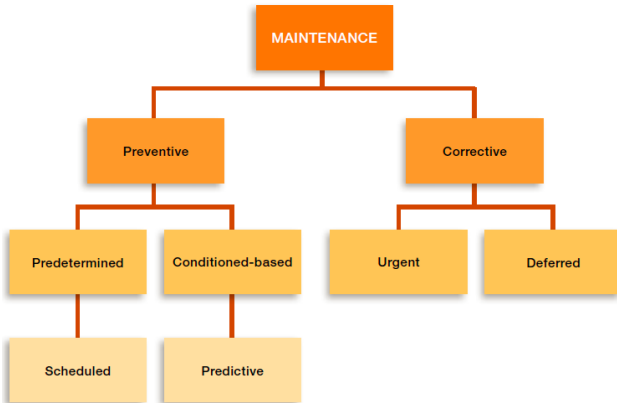 MAINTENANCE
Preventive
Corrective
Predetermined
Conditioned-based
Urgent
Deferred
Scheduled
Predictive